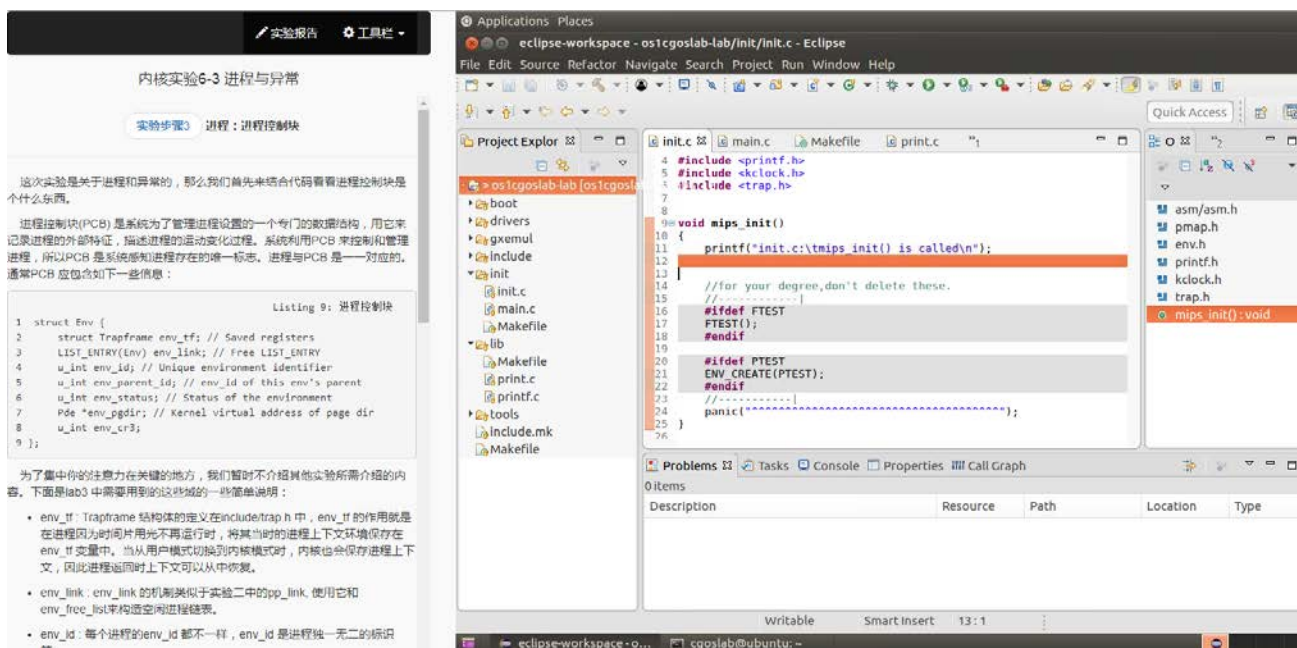 实验报告 工具栏
内核实验6-3 进程与异常
实验步骤3 进程：进程控制块
这次实验是关于进程和异常的，那么我们首先来结合代码看看进程控制块是
个什么东西。
进程控制块(PCB) 是系统为了管理进程设置的一个专门的数据结构，用它来
记录进程的外部特征，描述进程的运动变化过程。系统利用PCB 来控制和管理
进程，所以PCB 是系统感知进程存在的唯一标志。进程与PCB 是一一对应的。
通常PCB 应包含如下一些信息：
Listing 9: 进程控制块
1 struct Env {
2 struct Trapframe env_tf; // Saved registers
3 LIST_ENTRY(Env) env_link; // Free LIST_ENTRY
4 u_int env_id; // Unique environment identifier
5 u_int env_parent_id; // env_id of this env's parent
6 u_int env_status; // Status of the environment
7 Pde *env_pgdir; // Kernel virtual address of page dir
8 u_int env_cr3;
9 };
为了集中你的注意力在关键的地方，我们暂时不介绍其他实验所需介绍的内
容。下面是lab3 中需要用到的这些域的一些简单说明：
• env_tf : Trapframe 结构体的定义在include/trap.h 中，env_tf 的作用就是
在进程因为时间片用光不再运行时，将其当时的进程上下文环境保存在
env_tf 变量中。当从用户模式切换到内核模式时，内核也会保存进程上下
文，因此进程返回时上下文可以从中恢复。
• env_link : env_link 的机制类似于实验二中的pp_link, 使用它和
env_free_list来构造空闲进程链表。
• env_id : 每个进程的env_id 都不一样，env_id 是进程独一无二的标识
Applications Places
eclipse-workspace - os1cgoslab-lab/init/init.c - Eclipse
File Edit Source Refactor Navigate Search Project Run Window Help
Quick Access
Project Explor
> os1cgoslab-lab [os1cgosla
boot
drivers
gxemul
include
init
init.c
main.c
Makefile
lib
Makefile
print.c
printf.c
tools
include.mk
Makefile
init.c main.c Makefile print.c "1
4 #include <printf.h>
5 #include <kclock.h>
#include <trap.h>
7
8
9 void mips_init()
10 {
11 printf("init.c:\tmips_init() is called\n");
12
13
14 //for your degree,don't delete these.
15 //------------|
16 #ifdef FTEST
17 FTEST();
18 #endif
19
20 #ifdef PTEST
21 ENV_CREATE(PTEST);
22 #endif
23 //-----------|
24 panic("^^^^^^^^^^^^^^^^^^^^^^^^^^^^^^^^^^^^^");
25 }
26
O "2
asm/asm.h
pmap.h
env.h
printf.h
kclock.h
trap.h
mips_init() : void
Problems Tasks Console Properties Call Graph
0 items
Description Resource Path Location Type
Writable Smart Insert 13 : 1
eclipse-workspace - o... cgoslab@ubuntu: ~